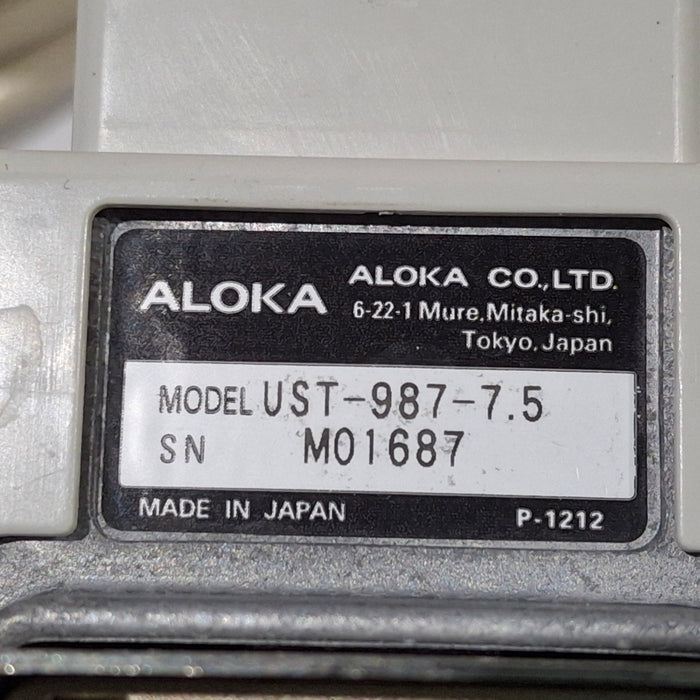 ALOKA
ALOKA CO.,LTD.
6-22-1 Mure,Mitaka-shi,
Tokyo,Japan
MODEL UST-987-7.5
SN M01687
MADE IN JAPAN P-1212